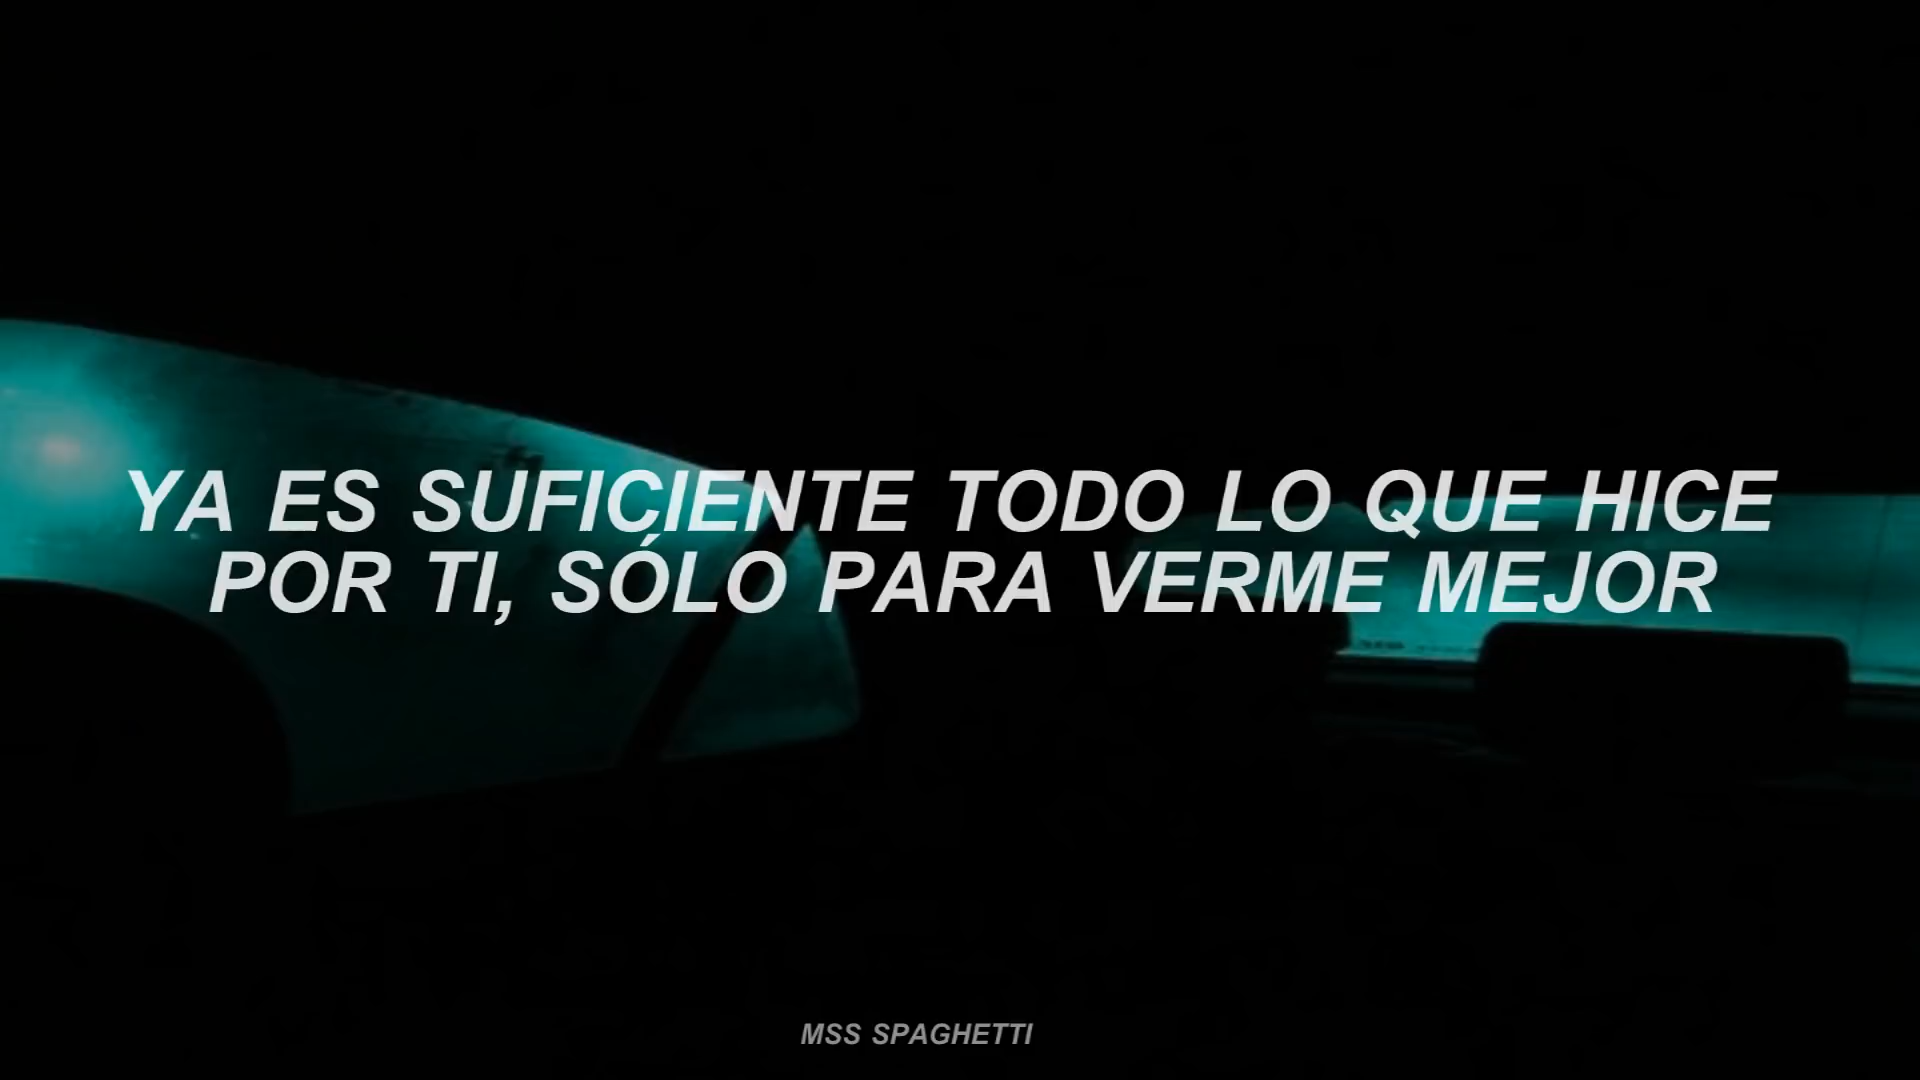 YA ES SUFICIENTE TODO LO QUE HICE
POR TI, SÓLO PARA VERME MEJOR
MSS SPAGHETTI